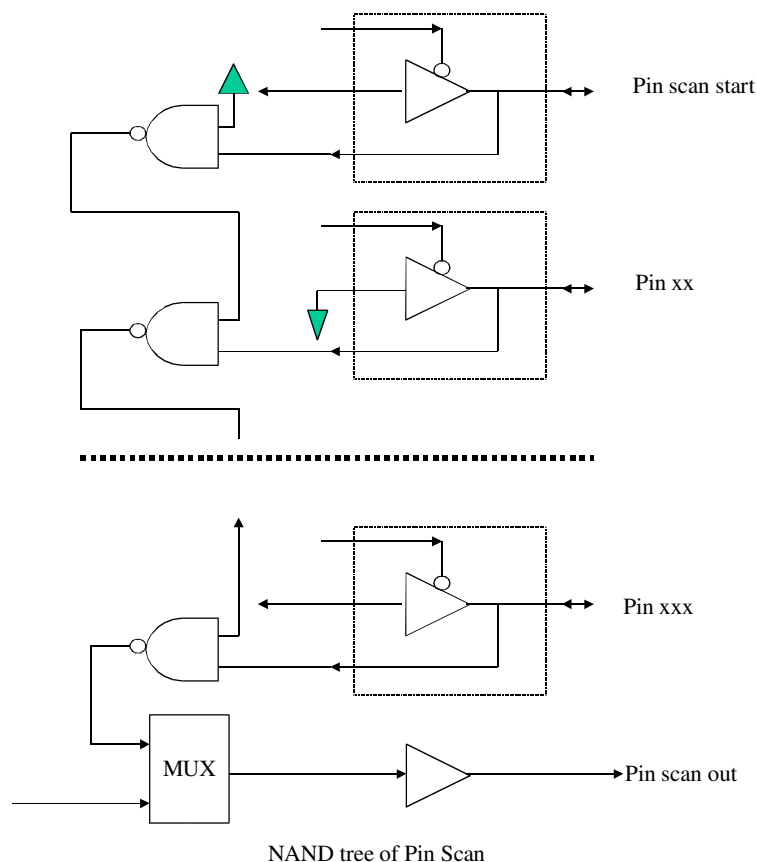 Pin scan start
Pin xx
Pin xxx
MUX
Pin scan out
NAND tree of Pin Scan